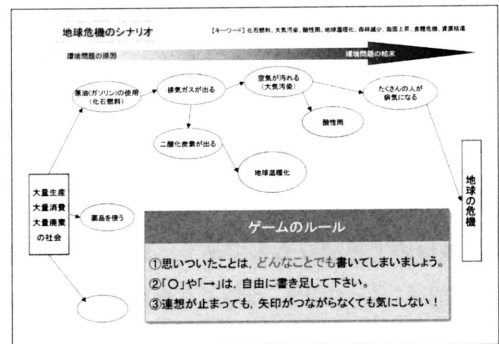 地球危機のシナリオ
【キーワード】化石燃料、大気汚染、酸性雨、地球温暖化、森林減少、海面上昇、食糧危機、資源枯渇
環境問題の原因
環境問題の結末
原油(ガソリン)の使用
(化石燃料)
排気ガスが出る
空気が汚れる
(大気汚染)
たくさんの人が
病気になる
酸性雨
二酸化炭素が出る
地球温暖化
大量生産
大量消費
大量廃棄
の社会
薬品を使う
地球の危機
ゲームのルール
①思いついたことは、どんなことでも書いてしまいましょう。
②「〇」や「→」は、自由に書き足して下さい。
③連想が止まっても、矢印がつながらなくても気にしない!